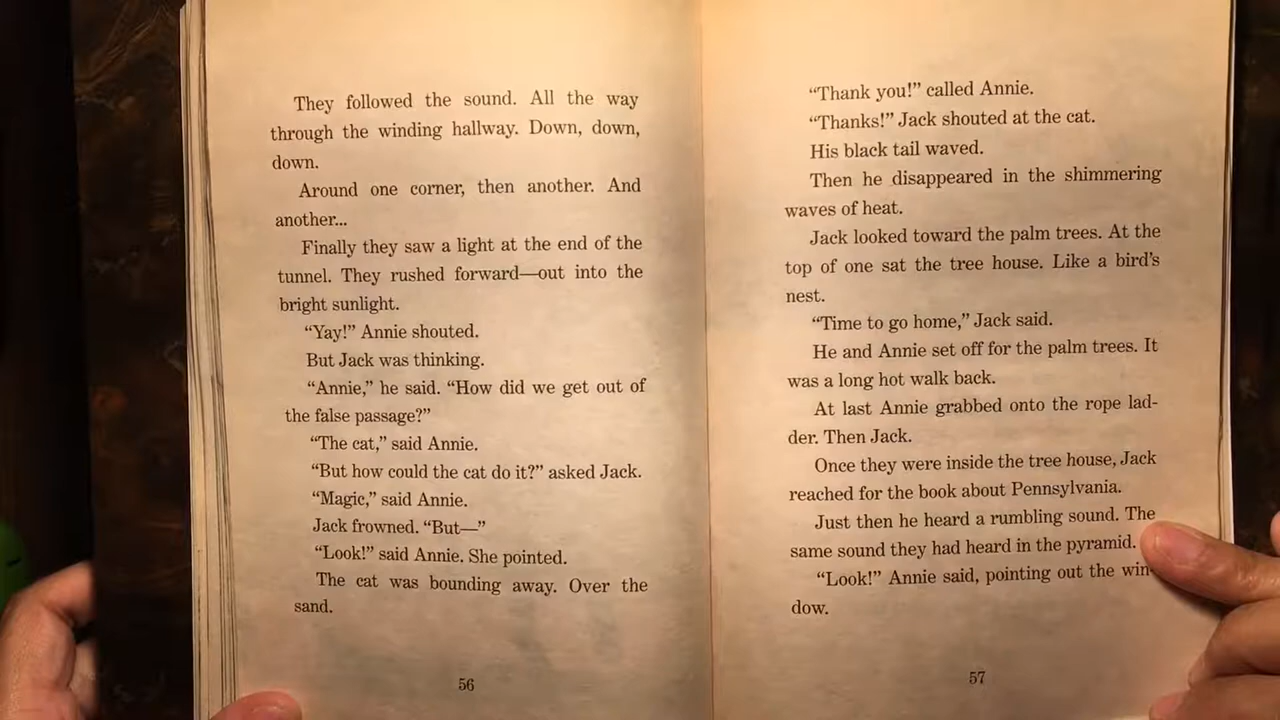 They followed the sound. All the way
through the winding hallway. Down, down,
down.
Around one corner, then another. And
another...
Finally they saw a light at the end of the
tunnel. They rushed forward—out into the
bright sunlight.
“Yay!” Annie shouted.
But Jack was thinking.
“Annie,” he said. “How did we get out of
the false passage?”
“The cat,” said Annie.
“But how could the cat do it?” asked Jack.
“Magic,” said Annie.
Jack frowned. “But—”
“Look!” said Annie. She pointed.
The cat was bounding away. Over the
sand.
56
“Thank you!” called Annie.
“Thanks!” Jack shouted at the cat.
His black tail waved.
Then he disappeared in the shimmering
waves of heat.
Jack looked toward the palm trees. At the
top of one sat the tree house. Like a bird’s
nest.
“Time to go home,” Jack said.
He and Annie set off for the palm trees. It
was a long hot walk back.
At last Annie grabbed onto the rope lad-
der. Then Jack.
Once they were inside the tree house, Jack
reached for the book about Pennsylvania.
Just then he heard a rumbling sound. The
same sound they had heard in the pyramid.
“Look!” Annie said, pointing out the win-
dow.
57